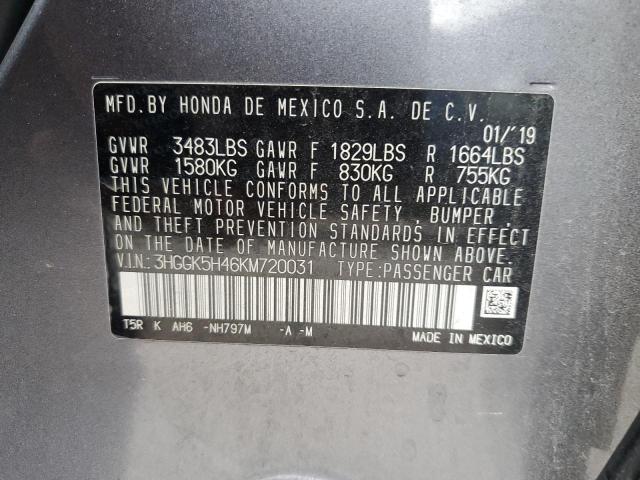 MFD. BY HONDA DE MEXICO S.A. DE C.V.
01/'19
GVWR 3483LBS GAWR F 1829LBS R 1664LBS
GVWR 1580KG GAWR F 830KG R 755KG
THIS VEHICLE CONFORMS TO ALL APPLICABLE
FEDERAL MOTOR VEHICLE SAFETY, BUMPER,
AND THEFT PREVENTION STANDARDS IN EFFECT
ON THE DATE OF MANUFACTURE SHOWN ABOVE.
V.I.N.:3HGGK5H46KM720031 TYPE:PASSENGER CAR
T5R K AH6 -NH797M -A -M
MADE IN MEXICO